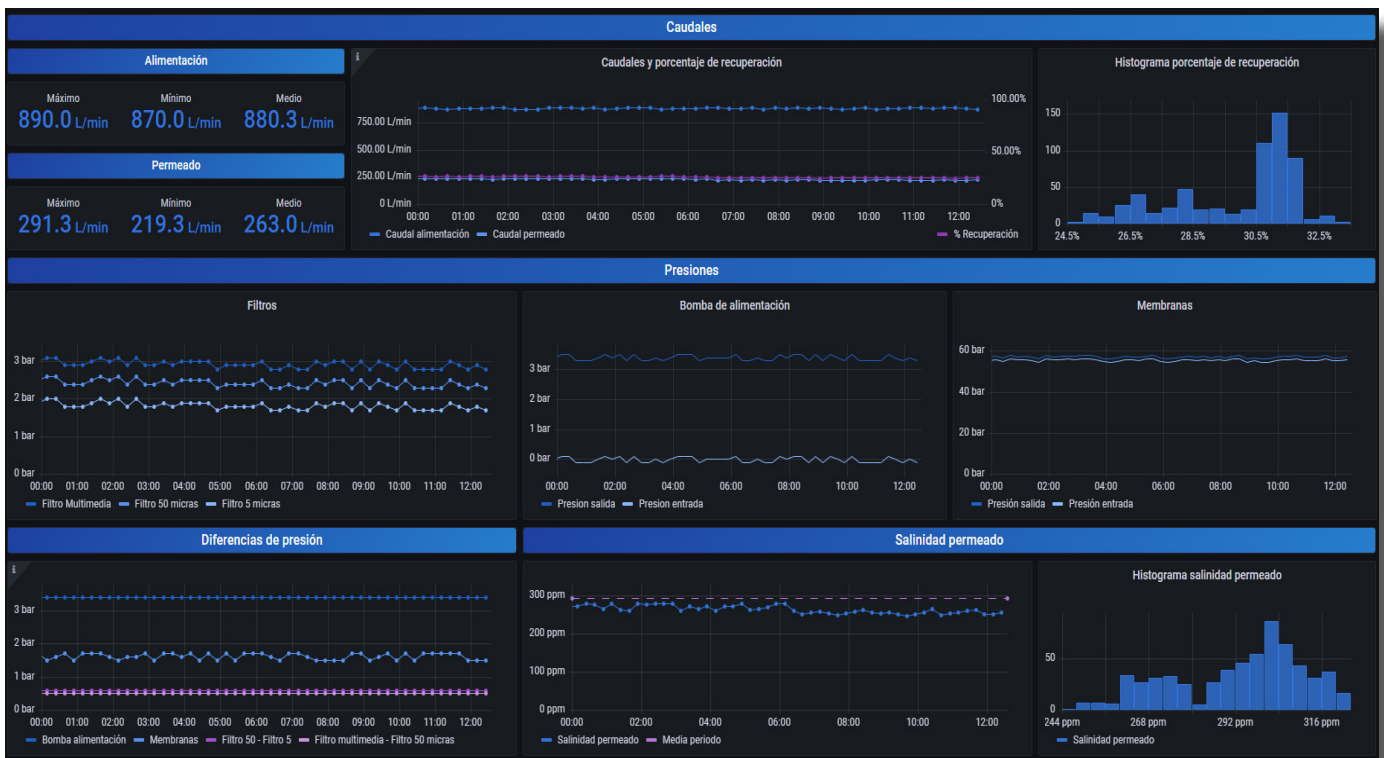 Caudales
Alimentación
Máximo Mínimo Medio
890.0 L/min 870.0 L/min 880.3 L/min
Permeado
Máximo Mínimo Medio
291.3 L/min 219.3 L/min 263.0 L/min
i
Caudales y porcentaje de recuperación
750.00 L/min 100.00%
500.00 L/min 50.00%
250.00 L/min
0 L/min 0%
00:00 01:00 02:00 03:00 04:00 05:00 06:00 07:00 08:00 09:00 10:00 11:00 12:00
Caudal alimentación Caudal permeado % Recuperación
Histograma porcentaje de recuperación
150
100
50
0
24.5% 26.5% 28.5% 30.5% 32.5%
Presiones
Filtros
3 bar
2 bar
1 bar
0 bar
00:00 01:00 02:00 03:00 04:00 05:00 06:00 07:00 08:00 09:00 10:00 11:00 12:00
Filtro Multimedia Filtro 50 micras Filtro 5 micras
Bomba de alimentación
3 bar
2 bar
1 bar
0 bar
00:00 02:00 04:00 06:00 08:00 10:00 12:00
Presion salida Presion entrada
Membranas
60 bar
40 bar
20 bar
0 bar
00:00 02:00 04:00 06:00 08:00 10:00 12:00
Presión salida Presión entrada
Diferencias de presión
i
3 bar
2 bar
1 bar
0 bar
00:00 01:00 02:00 03:00 04:00 05:00 06:00 07:00 08:00 09:00 10:00 11:00 12:00
Bomba alimentación Membranas Filtro 50 - Filtro 5 Filtro multimedia - Filtro 50 micras
Salinidad permeado
300 ppm
200 ppm
100 ppm
0 ppm
00:00 02:00 04:00 06:00 08:00 10:00 12:00
Salinidad permeado Media periodo
Histograma salinidad permeado
50
0
244 ppm 268 ppm 292 ppm 316 ppm
Salinidad permeado